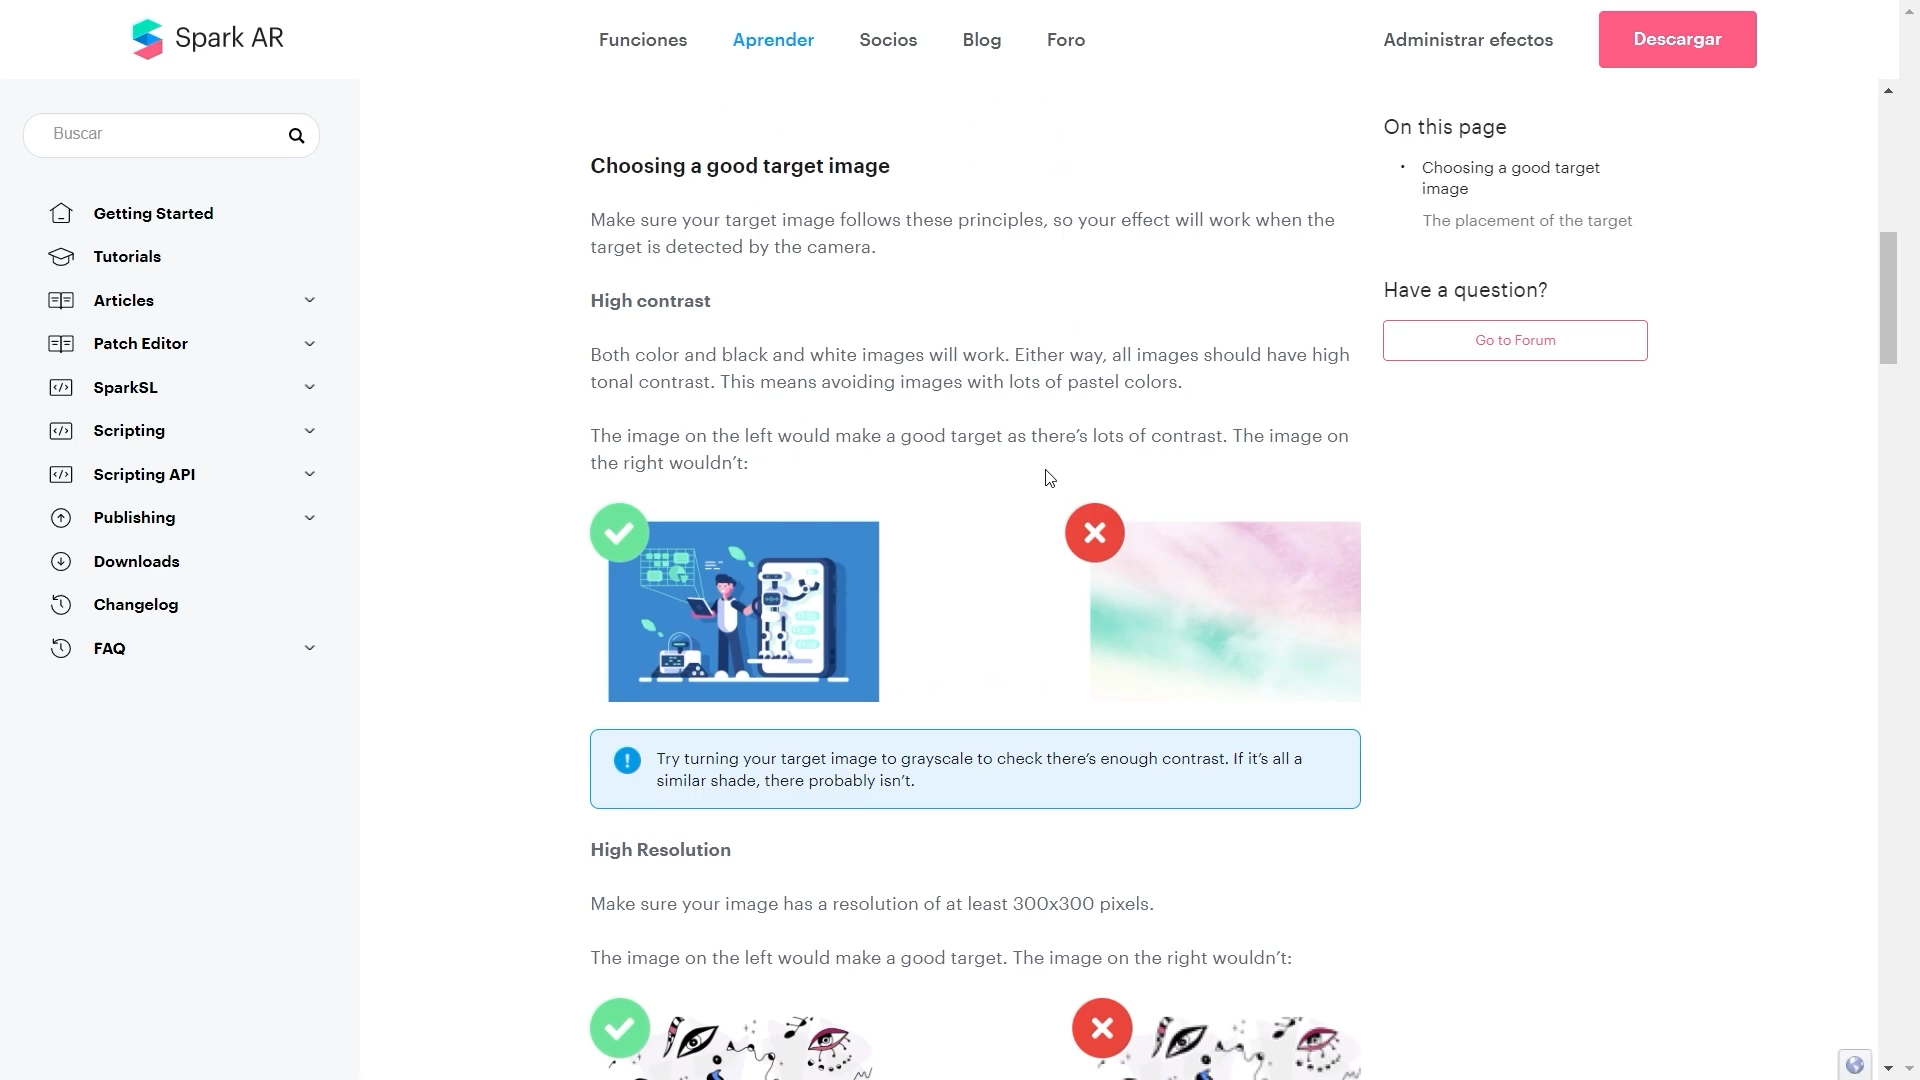 Spark AR
Funciones
Aprender
Socios
Blog
Foro
Administrar efectos
Descargar
Buscar
Getting Started
Tutorials
Articles
Patch Editor
SparkSL
Scripting
Scripting API
Publishing
Downloads
Changelog
FAQ
Choosing a good target image
Make sure your target image follows these principles, so your effect will work when the
target is detected by the camera.
High contrast
Both color and black and white images will work. Either way, all images should have high
tonal contrast. This means avoiding images with lots of pastel colors.
The image on the left would make a good target as there’s lots of contrast. The image on
the right wouldn’t:
Try turning your target image to grayscale to check there’s enough contrast. If it’s all a
similar shade, there probably isn’t.
High Resolution
Make sure your image has a resolution of at least 300x300 pixels.
The image on the left would make a good target. The image on the right wouldn’t:
On this page
Choosing a good target
image
The placement of the target
Have a question?
Go to Forum